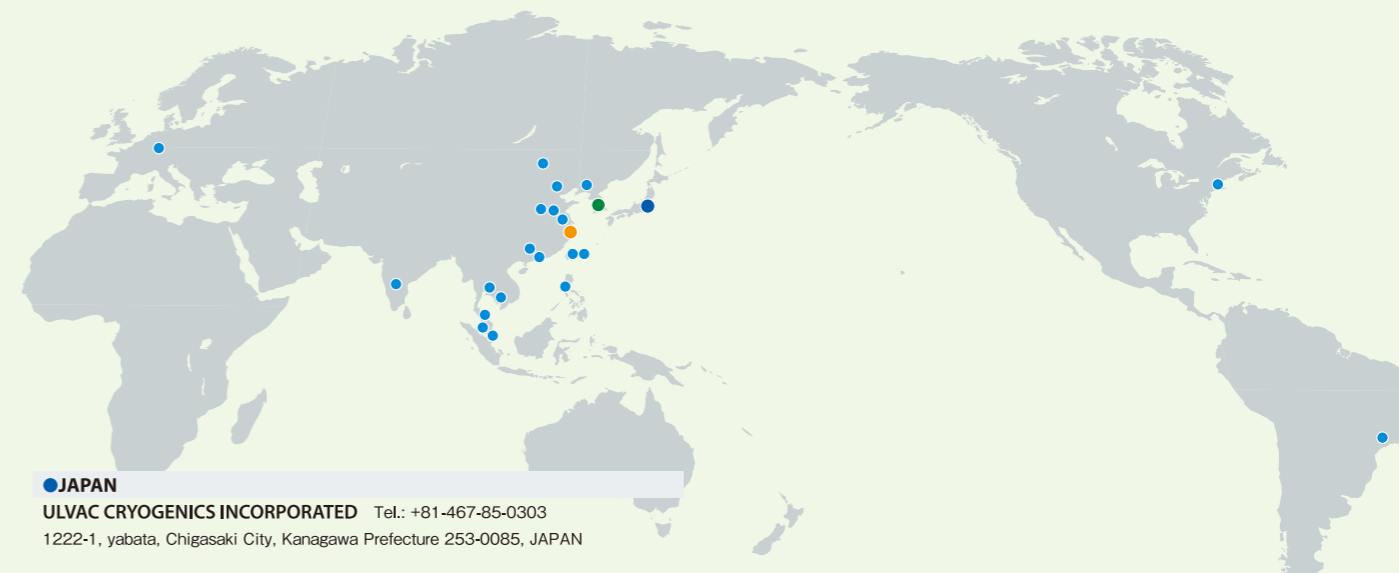 ●JAPAN
ULVAC CRYOGENICS INCORPORATED Tel.: +81-467-85-0303
1222-1, yabata, Chigasaki City, Kanagawa Prefecture 253-0085, JAPAN